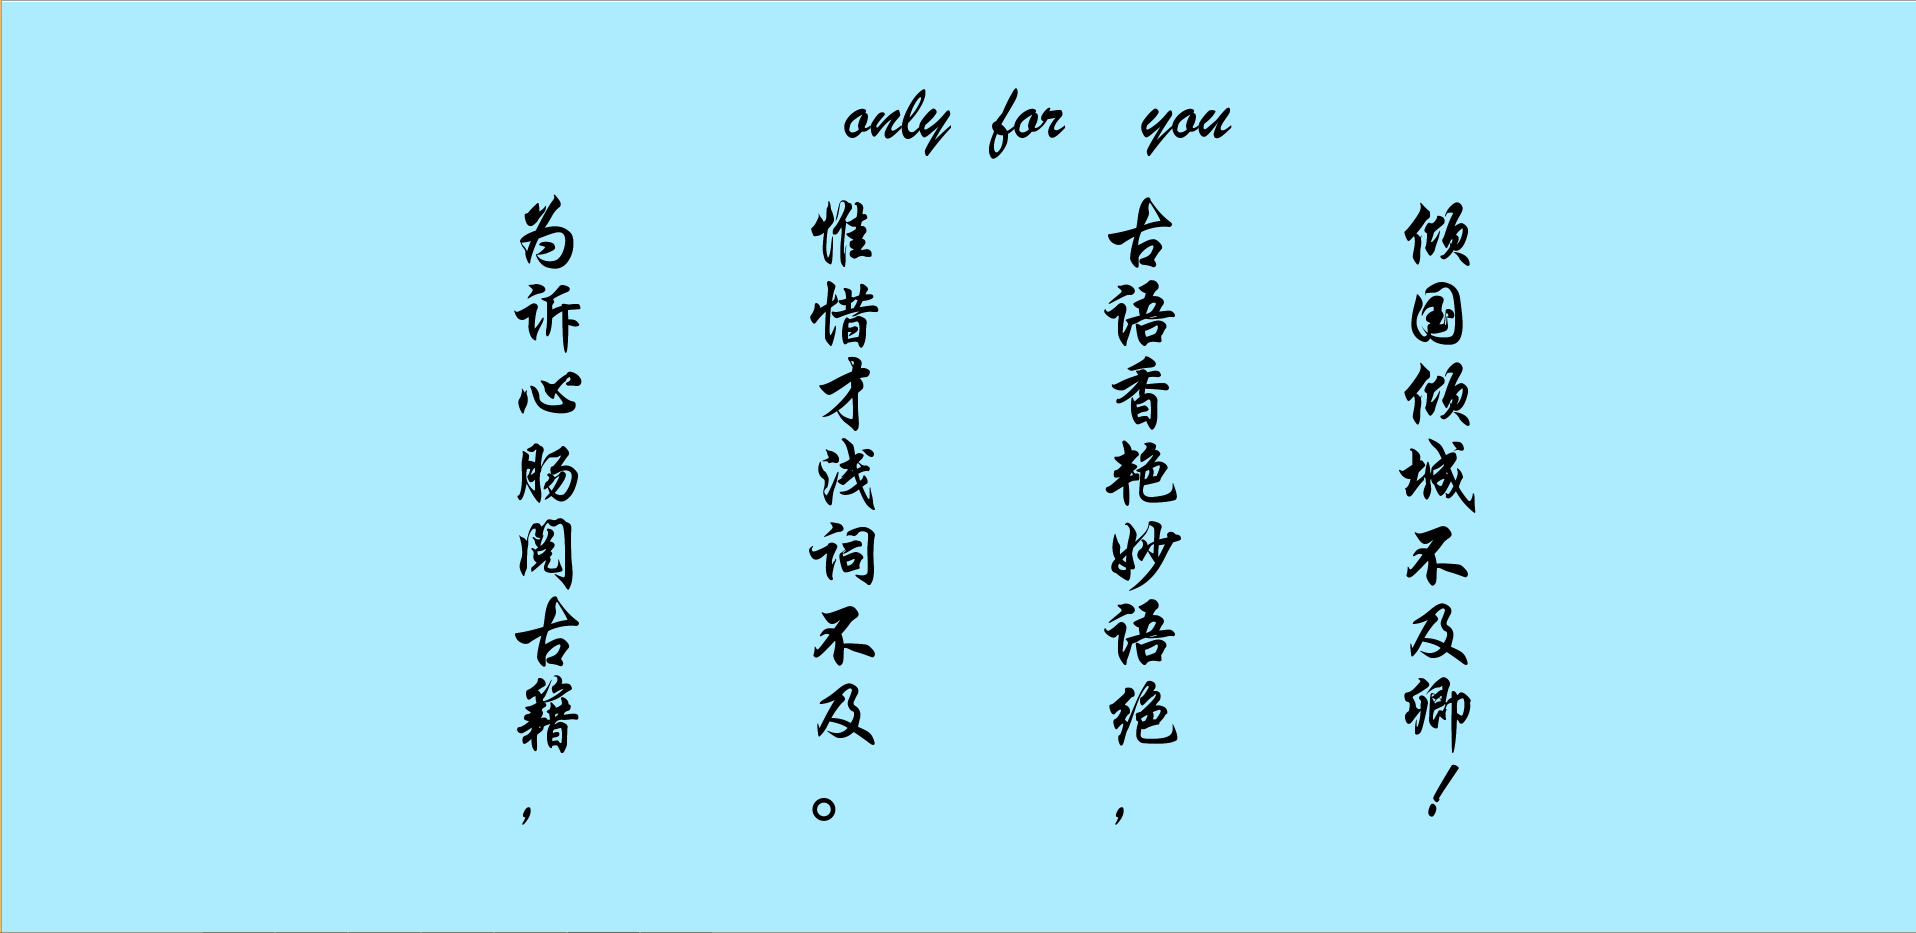 only for you
为诉心肠阅古籍，
惟惜才浅词不及。
古语香艳妙语绝，
倾国倾城不及卿！